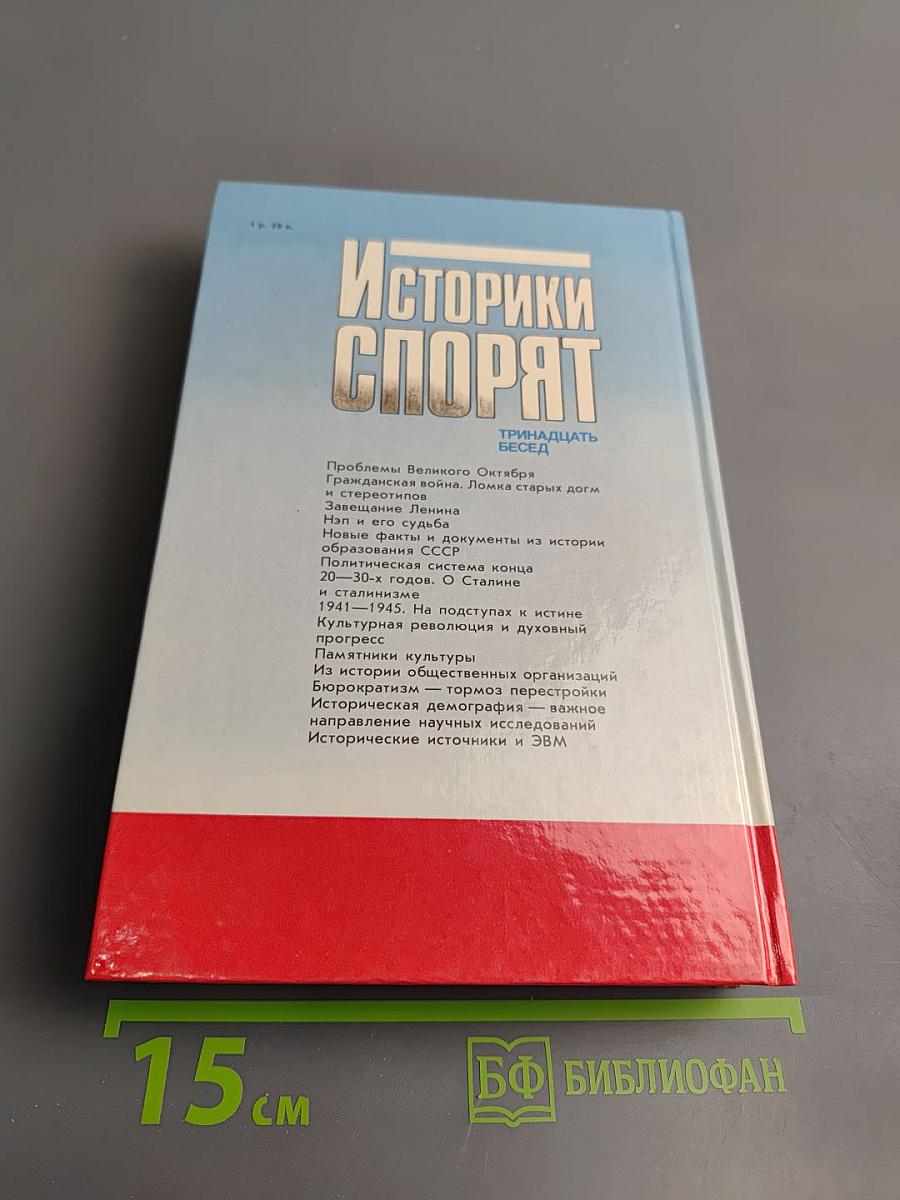 ИСТОРИКИ
СПОРЯТ
ТРИНАДЦАТЬ
БЕСЕД
Проблемы Великого Октября
Гражданская война. Ломка старых догм
и стереотипов
Завещание Ленина
Нэп и его судьба
Новые факты и документы из истории
образования СССР
Политическая система конца
20—30-х годов. О Сталине
и сталинизме
1941—1945. На подступах к истине
Культурная революция и духовный
прогресс
Памятники культуры
Из истории общественных организаций
Бюрократизм — тормоз перестройки
Историческая демография — важное
направление научных исследований
Исторические источники и ЭВМ
15 см
БФ БИБЛИОФАН